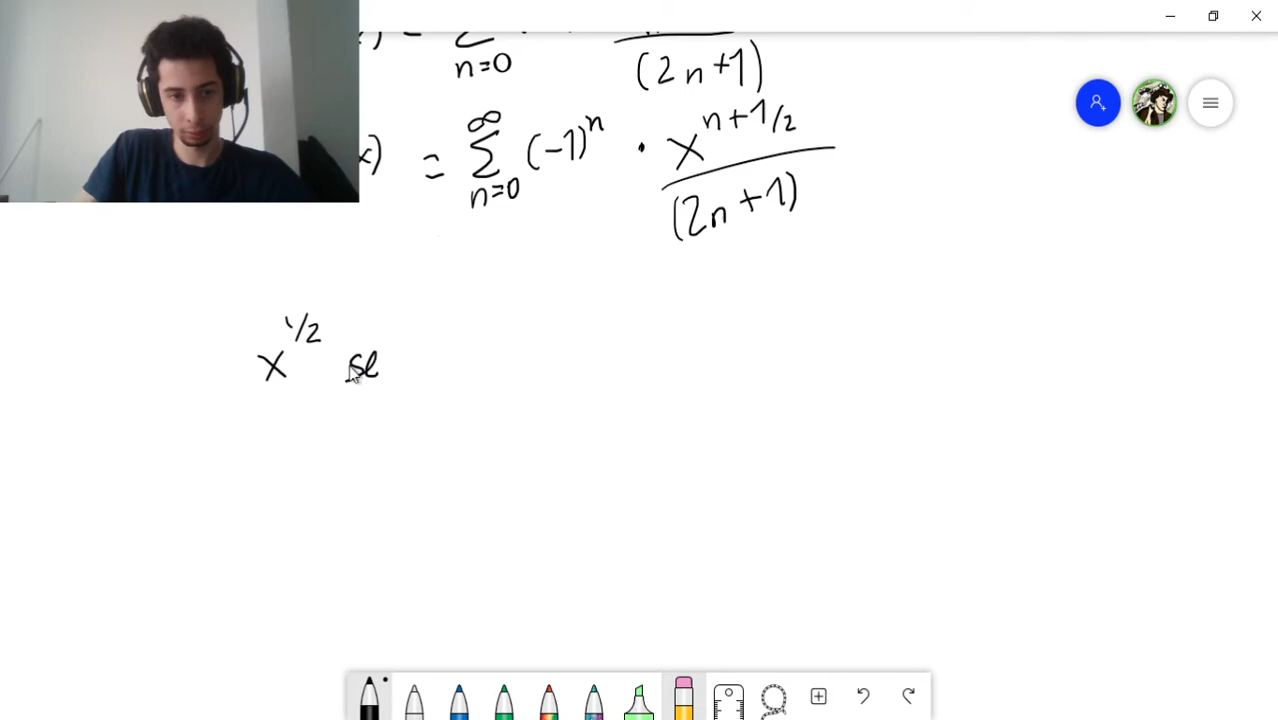 ) = Σ n=0 (2n+1)
x) = ∞ Σ n=0 (-1)^n · x^{n+1/2} / (2n+1)
x^{1/2} se